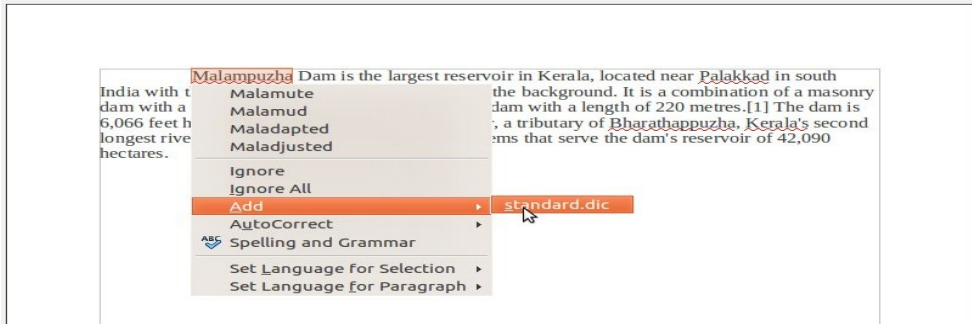 Malampuzha Dam is the largest reservoir in Kerala, located near Palakkad in south
India with t the background. It is a combination of a masonry
dam with a dam with a length of 220 metres.[1] The dam is
6,066 feet h , a tributary of Bharathappuzha, Kerala's second
longest rive ems that serve the dam's reservoir of 42,090
hectares.
Malamute
Malamud
Maladapted
Maladjusted
Ignore
Ignore All
Add
standard.dic
AutoCorrect
ABC Spelling and Grammar
Set Language for Selection
Set Language for Paragraph